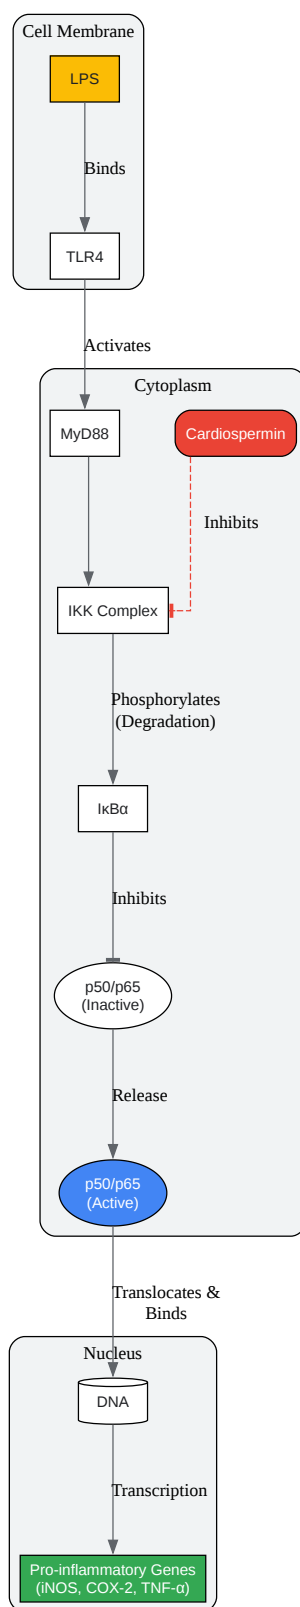 Cell Membrane
LPS
Binds
TLR4
Activates
Cytoplasm
MyD88
Cardiospermin
Inhibits
IKK Complex
Phosphorylates
(Degradation)
IκBα
Inhibits
p50/p65
(Inactive)
Release
p50/p65
(Active)
Translocates &
Binds
Nucleus
DNA
Transcription
Pro-inflammatory Genes
(iNOS, COX-2, TNF-α)